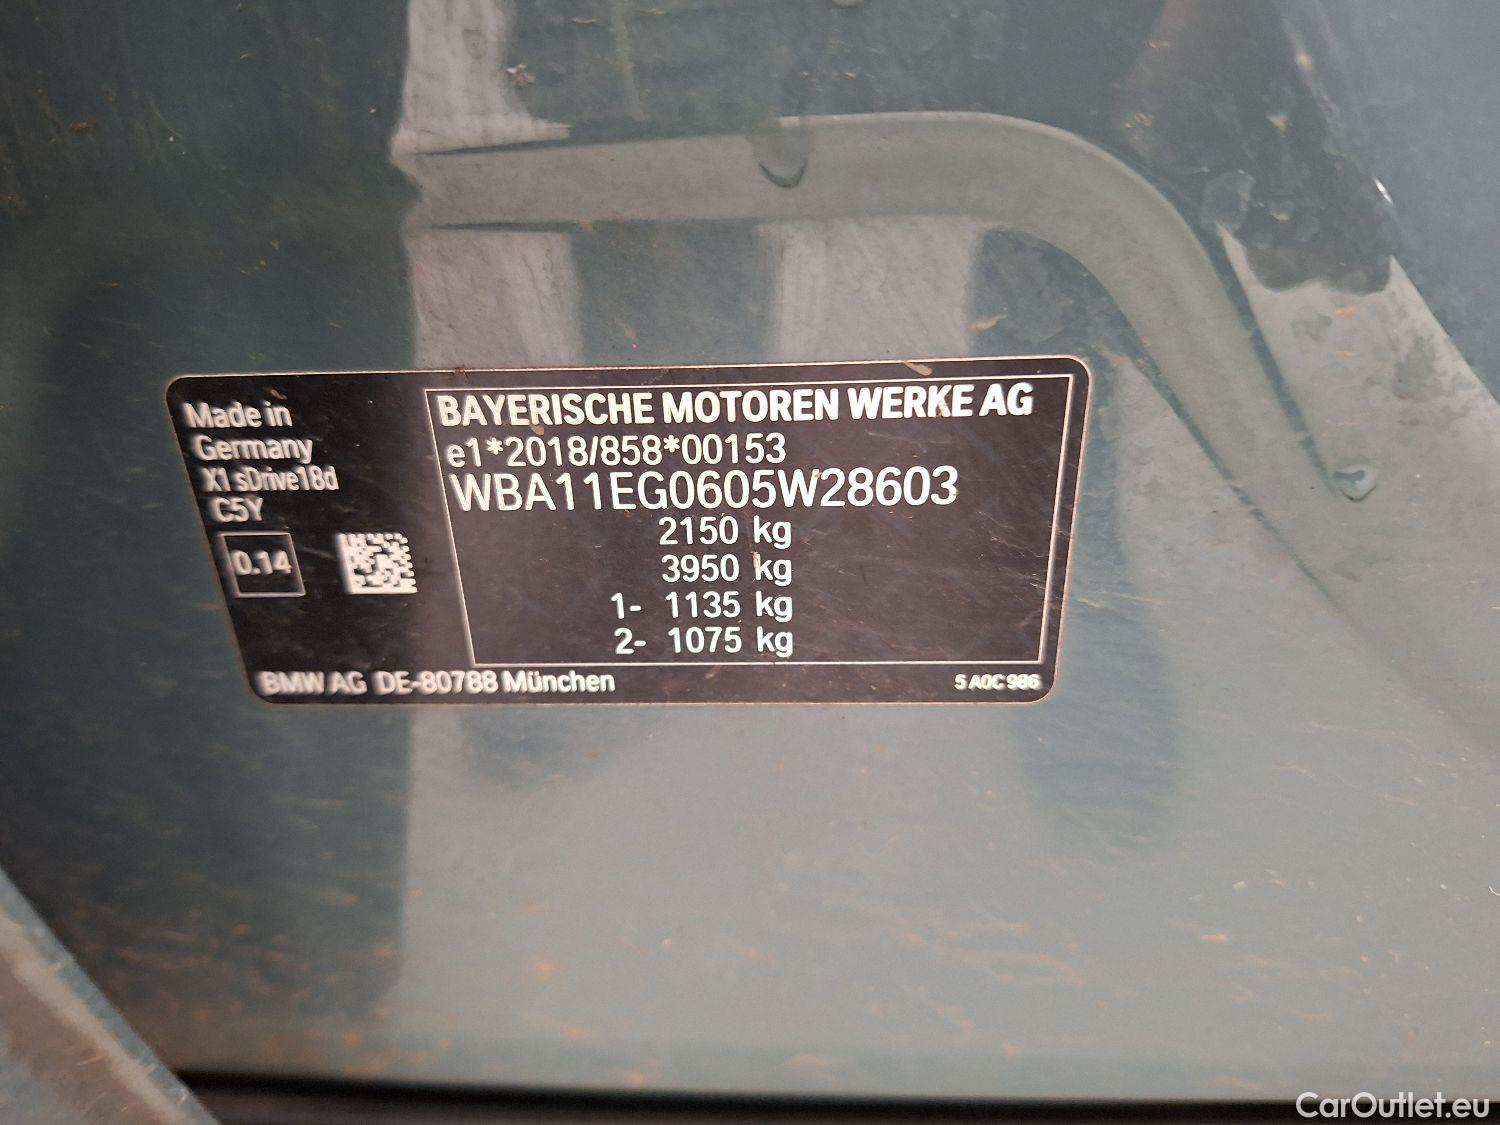 Made in
Germany
X1 sDrive18d
C5Y
0.14
BAYERISCHE MOTOREN WERKE AG
e1*2018/858*00153
WBA11EG0605W28603
2150 kg
3950 kg
1- 1135 kg
2- 1075 kg
BMW AG DE-80788 München
5 A0C 986
CarOutlet.eu